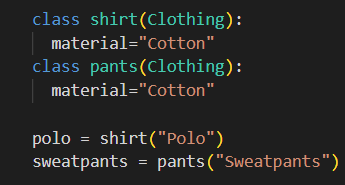 class shirt(Clothing):
  material="Cotton"
class pants(Clothing):
  material="Cotton"

polo = shirt("Polo")
sweatpants = pants("Sweatpants")